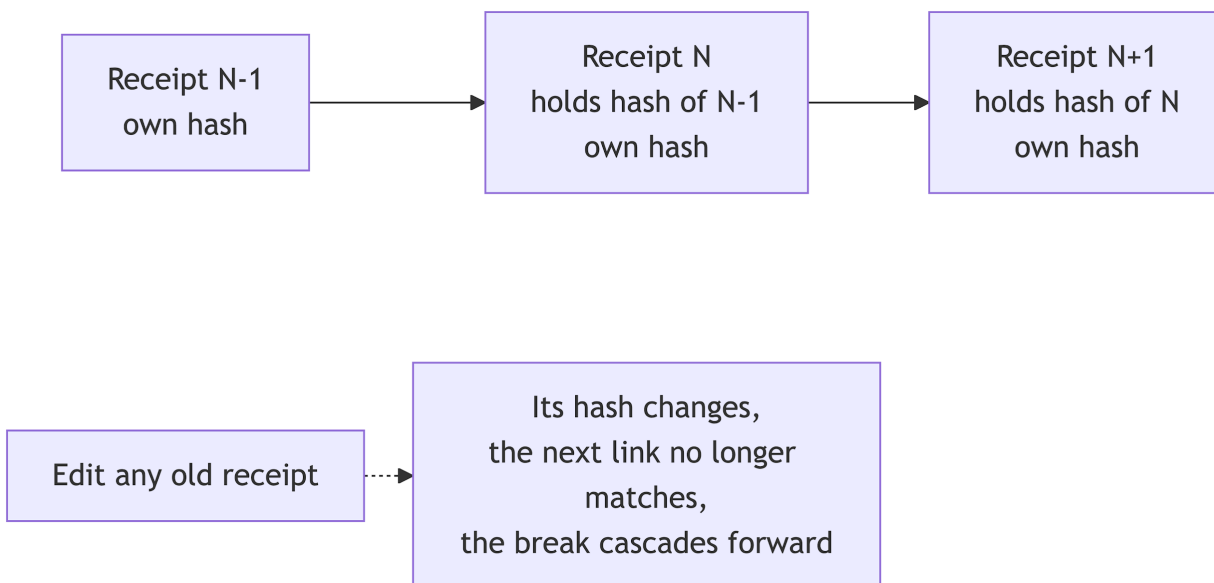 Receipt N-1
own hash
Receipt N
holds hash of N-1
own hash
Receipt N+1
holds hash of N
own hash
Edit any old receipt
Its hash changes,
the next link no longer
matches,
the break cascades forward